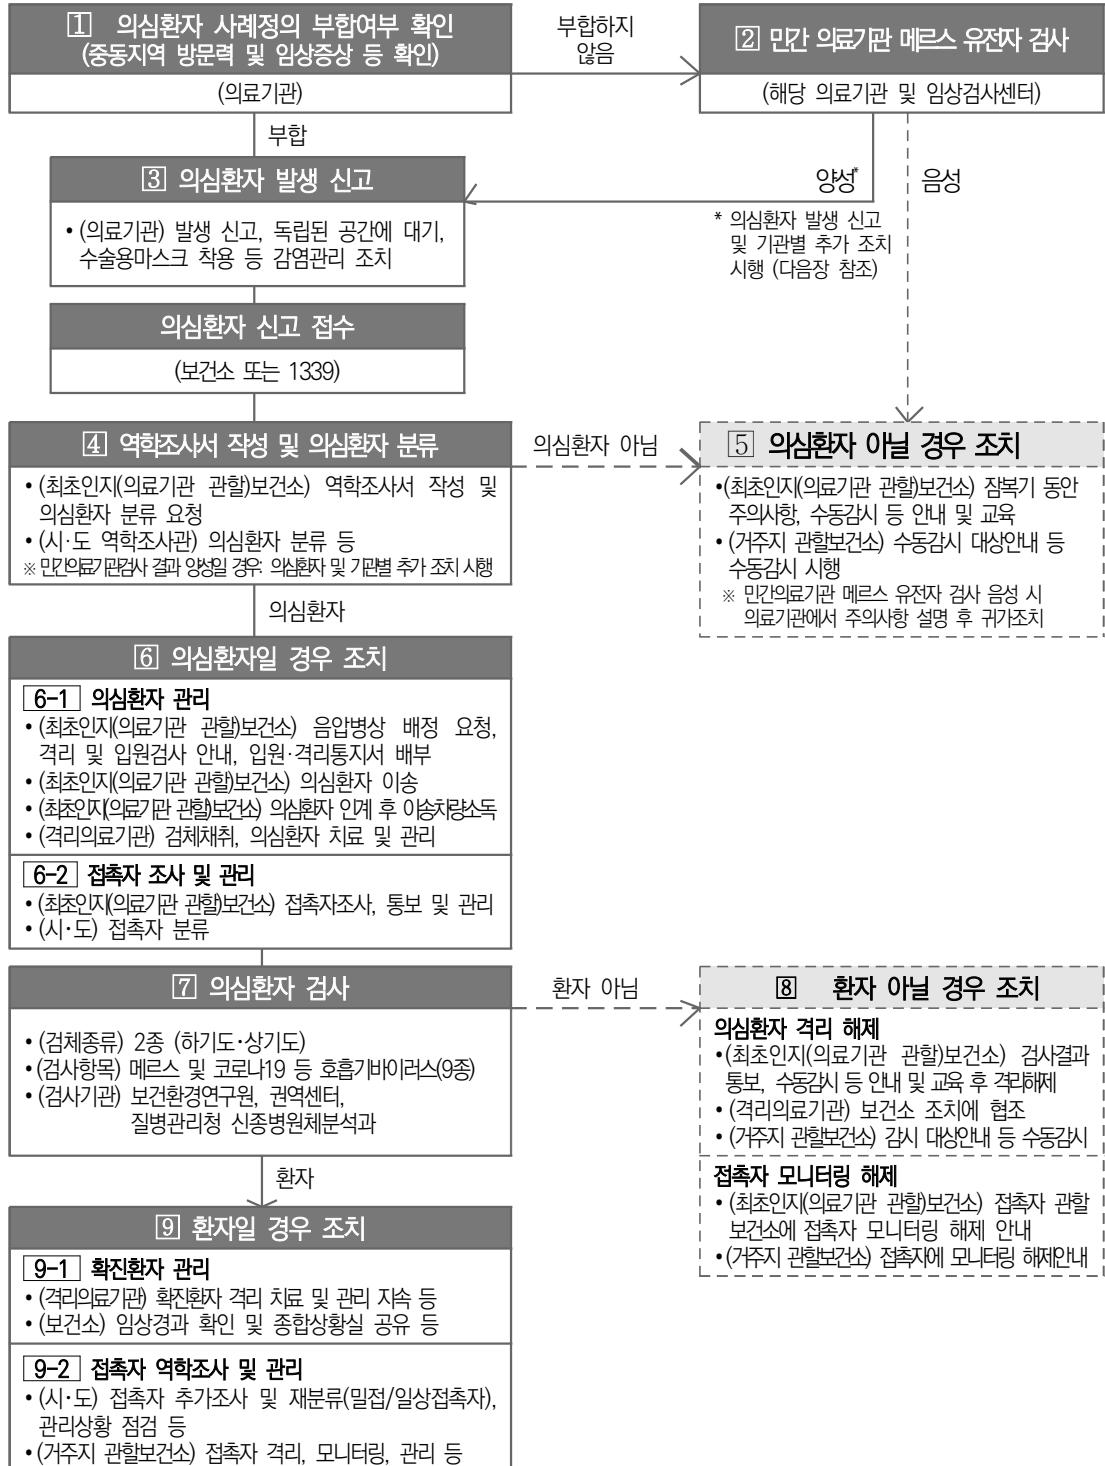 1 의심환자 사례정의 부합여부 확인
(중동지역 방문력 및 임상증상 등 확인)
(의료기관)
부합하지
않음
2 민간 의료기관 메르스 유전자 검사
(해당 의료기관 및 임상검사센터)
부합
양성*
음성
* 의심환자 발생 신고
및 기관별 추가 조치
시행 (다음장 참조)
3 의심환자 발생 신고
• (의료기관) 발생 신고, 독립된 공간에 대기,
수술용마스크 착용 등 감염관리 조치
의심환자 신고 접수
(보건소 또는 1339)
4 역학조사서 작성 및 의심환자 분류
• (최초인지(의료기관 관할)보건소) 역학조사서 작성 및
의심환자 분류 요청
• (시·도 역학조사관) 의심환자 분류 등
※ 민간의료기관검사 결과 양성일 경우: 의심환자 및 기관별 추가 조치 시행
의심환자 아님
5 의심환자 아닐 경우 조치
•(최초인지(의료기관 관할)보건소) 잠복기 동안
주의사항, 수동감시 등 안내 및 교육
• (거주지 관할보건소) 수동감시 대상안내 등
수동감시 시행
※ 민간의료기관 메르스 유전자 검사 음성 시
의료기관에서 주의사항 설명 후 귀가조치
의심환자
6 의심환자일 경우 조치
6-1 의심환자 관리
• (최초인지(의료기관 관할)보건소) 음압병상 배정 요청,
격리 및 입원검사 안내, 입원·격리통지서 배부
• (최초인지(의료기관 관할)보건소) 의심환자 이송
• (최초인지(의료기관 관할)보건소) 의심환자 인계 후 이송차량소독
• (격리의료기관) 검체채취, 의심환자 치료 및 관리
6-2 접촉자 조사 및 관리
• (최초인지(의료기관 관할)보건소) 접촉자조사, 통보 및 관리
• (시·도) 접촉자 분류
7 의심환자 검사
• (검체종류) 2종 (하기도·상기도)
• (검사항목) 메르스 및 코로나19 등 호흡기바이러스(9종)
• (검사기관) 보건환경연구원, 권역센터,
질병관리청 신종병원체분석과
환자 아님
8 환자 아닐 경우 조치
의심환자 격리 해제
•(최초인지(의료기관 관할)보건소) 검사결과
통보, 수동감시 등 안내 및 교육 후 격리해제
• (격리의료기관) 보건소 조치에 협조
• (거주지 관할보건소) 감시 대상안내 등 수동감시
접촉자 모니터링 해제
• (최초인지(의료기관 관할)보건소) 접촉자 관할
보건소에 접촉자 모니터링 해제 안내
•(거주지 관할보건소) 접촉자에 모니터링 해제안내
환자
9 환자일 경우 조치
9-1 확진환자 관리
• (격리의료기관) 확진환자 격리 치료 및 관리 지속 등
• (보건소) 임상경과 확인 및 종합상황실 공유 등
9-2 접촉자 역학조사 및 관리
• (시·도) 접촉자 추가조사 및 재분류(밀접/일상접촉자),
관리상황 점검 등
• (거주지 관할보건소) 접촉자 격리, 모니터링, 관리 등